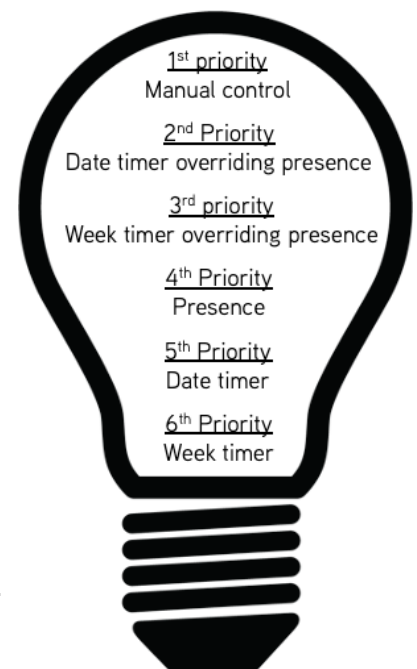 1st priority
Manual control
2nd Priority
Date timer overriding presence
3rd priority
Week timer overriding presence
4th Priority
Presence
5th Priority
Date timer
6th Priority
Week timer